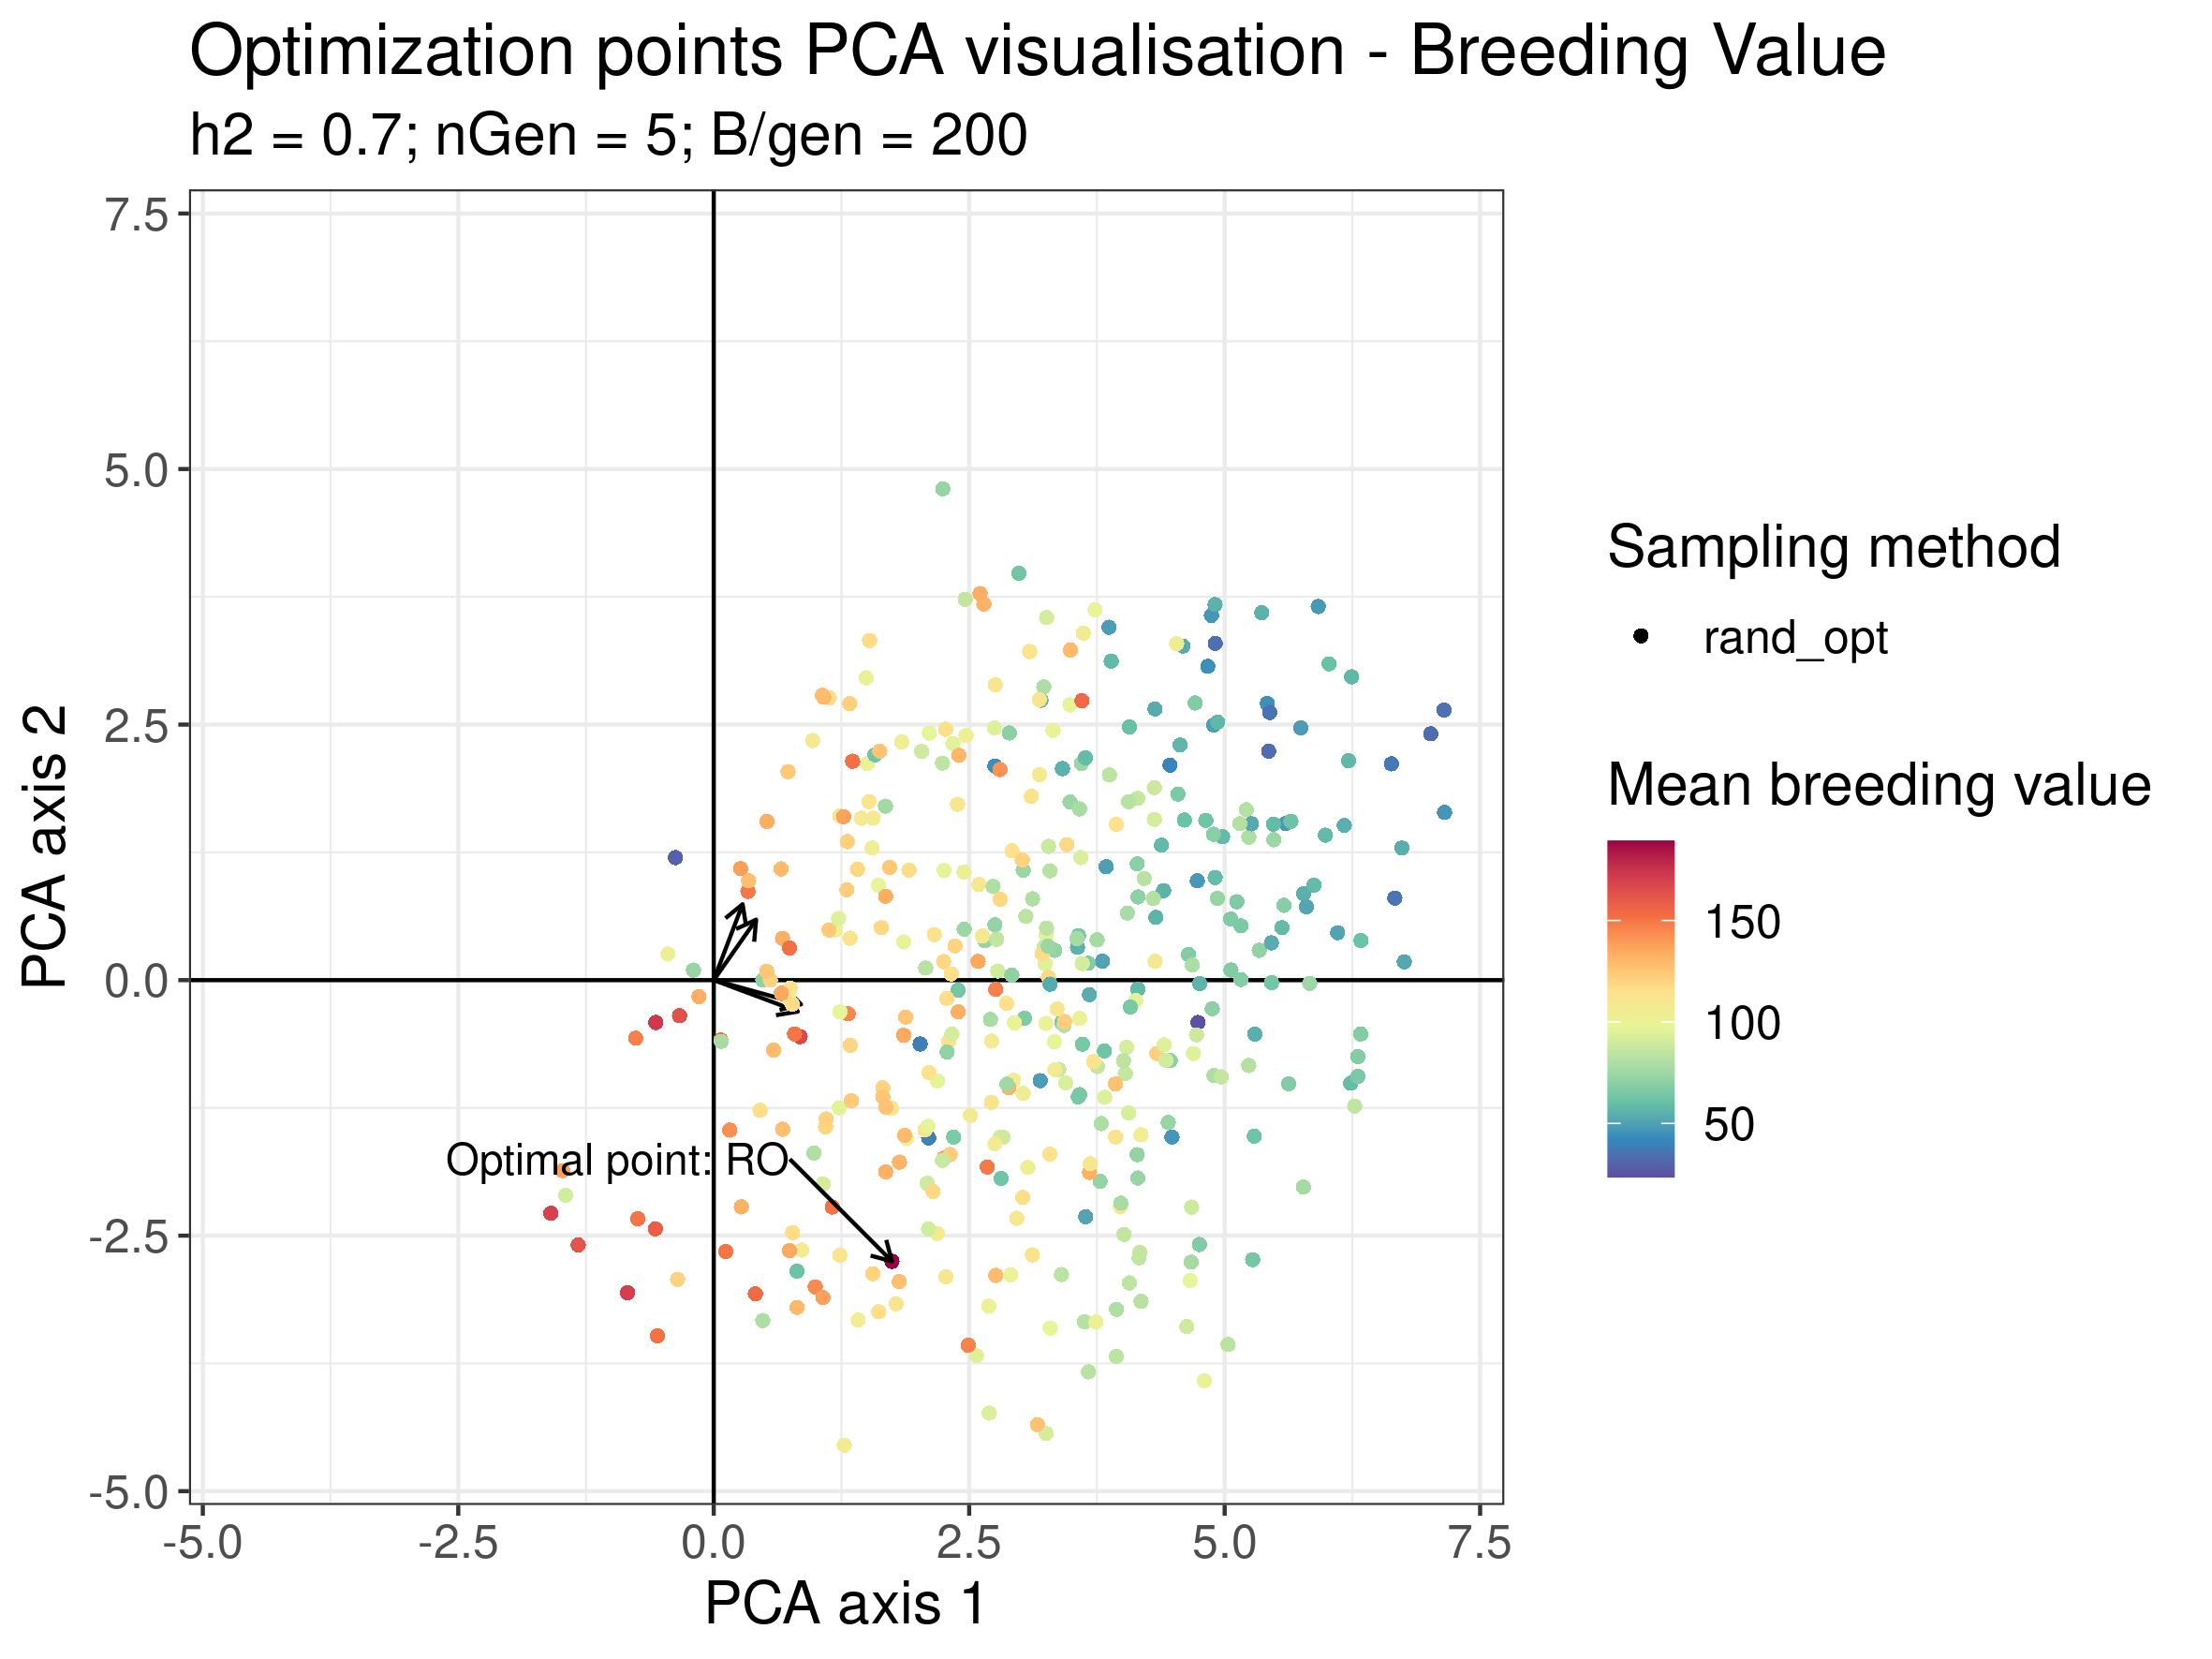 Optimization points PCA visualisation - Breeding Value
h2 = 0.7; nGen = 5; B/gen = 200
PCA axis 2
7.5
5.0
2.5
0.0
-2.5
-5.0
Optimal point: RO
-5.0 -2.5 0.0 2.5 5.0 7.5
PCA axis 1
Sampling method
rand_opt
Mean breeding value
150
100
50